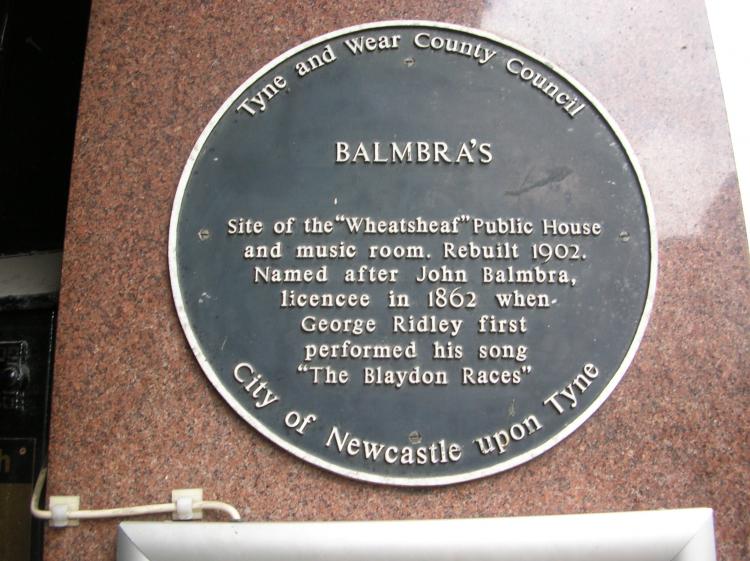 Tyne and Wear County Council
BALMBRA'S
Site of the "Wheatsheaf" Public House
and music room. Rebuilt 1902.
Named after John Balmbra,
licencee in 1862 when
George Ridley first
performed his song
"The Blaydon Races"
City of Newcastle upon Tyne